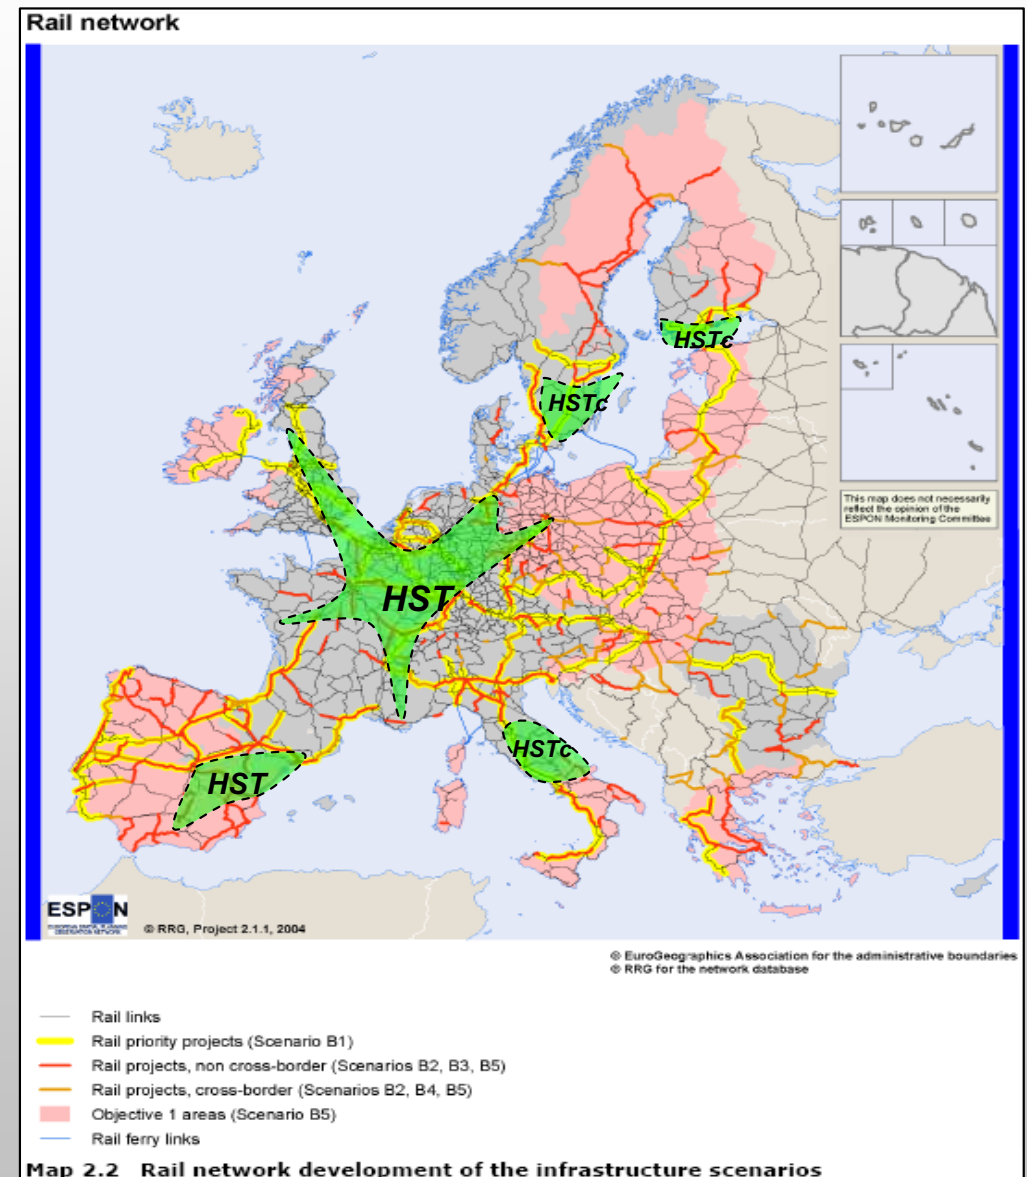 Rail network
HSTc
HSTc
This map does not necessarily
reflect the opinion of the
ESPON Monitoring Committee
HST
HSTc
HST
ESPON
© RRG, Project 2.1.1, 2004
© EuroGeographics Association for the administrative boundaries
© RRG for the network database
Rail links
Rail priority projects (Scenario B1)
Rail projects, non cross-border (Scenarios B2, B3, B5)
Rail projects, cross-border (Scenarios B2, B4, B5)
Objective 1 areas (Scenario B5)
Rail ferry links
Map 2.2 Rail network development of the infrastructure scenarios